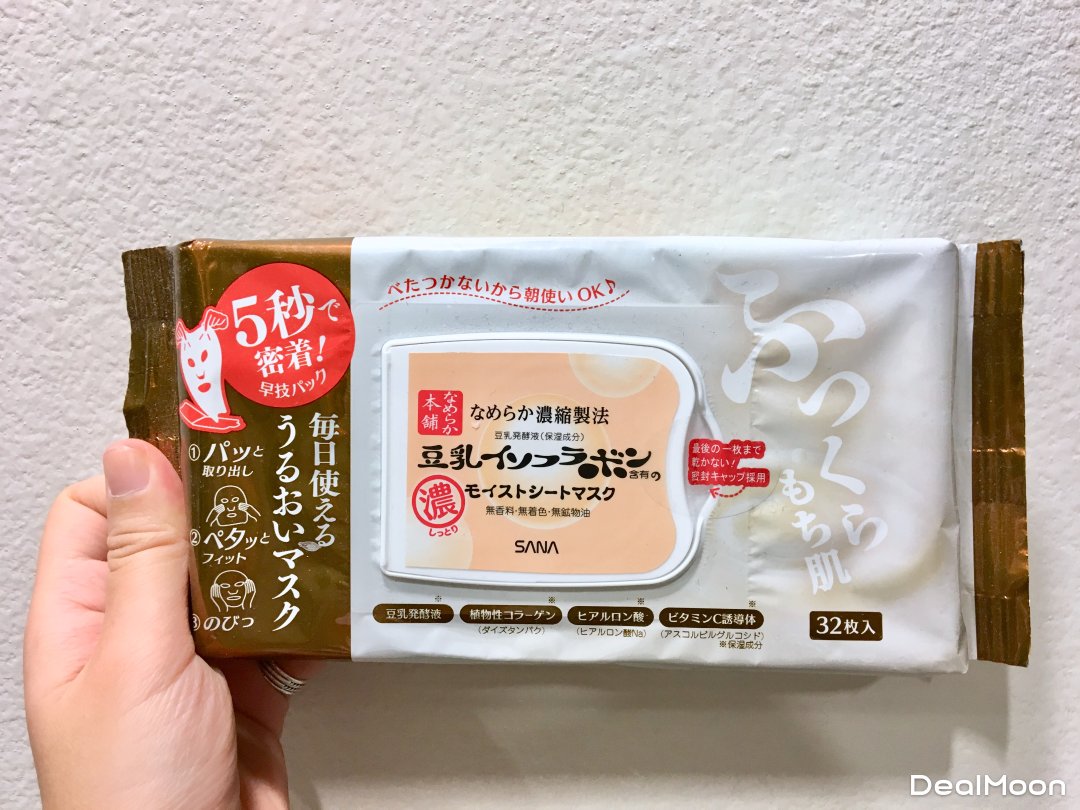 5秒で
密着!
早技パック
毎日使える
うるおいマスク
①パッと
取り出し
②ペタッと
フィット
③のびっ
べたつかないから朝使いOK♪
なめらか
本舗
なめらか濃縮製法
豆乳発酵液(保湿成分)
豆乳イソフラボン含有の
濃
しっとり
モイストシートマスク
無香料・無着色・無鉱物油
SANA
最後の一枚まで
乾かない!
密封キャップ採用
ふっくら
もち肌
豆乳発酵液※
植物性コラーゲン※
(ダイズタンパク)
ヒアルロン酸※
(ヒアルロン酸Na)
ビタミンC誘導体※
(アスコルビルグルコシド)
※保湿成分
32枚入
DealMoon